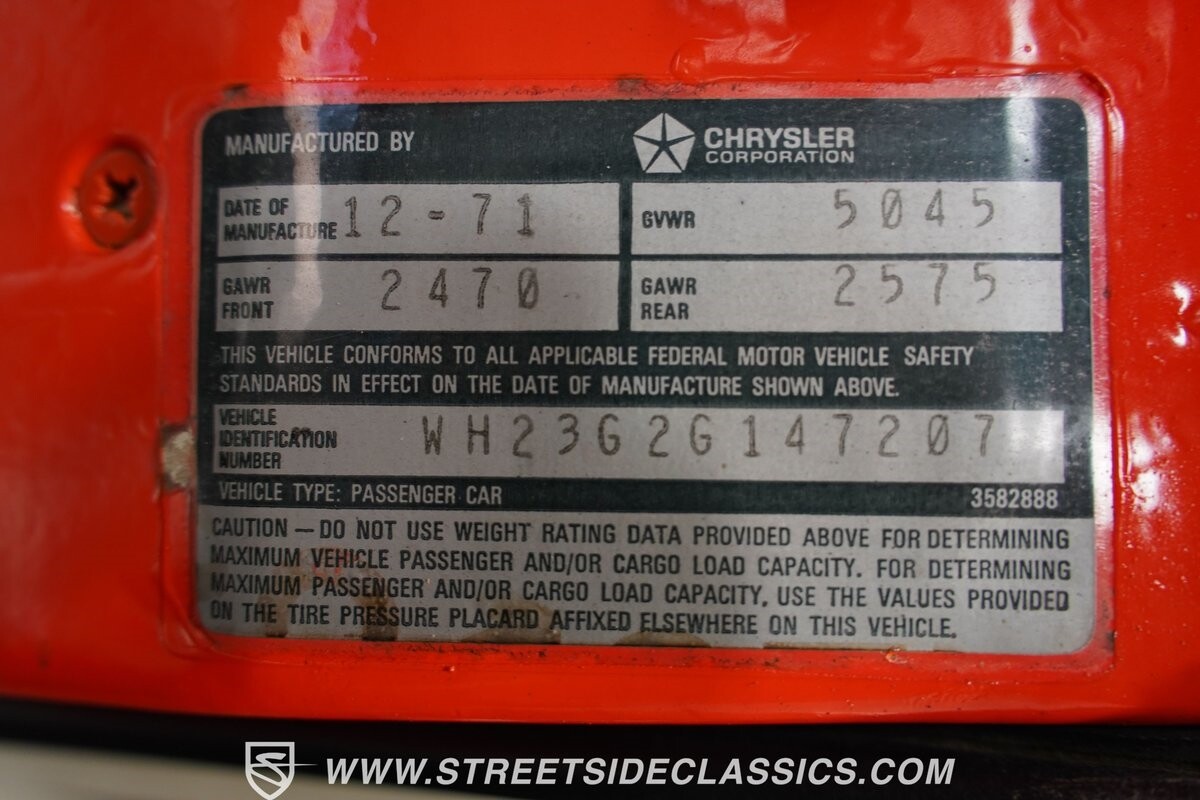 MANUFACTURED BY
CHRYSLER
CORPORATION
DATE OF
MANUFACTURE 12-71
GVWR 5045
GAWR
FRONT 2470
GAWR
REAR 2575
THIS VEHICLE CONFORMS TO ALL APPLICABLE FEDERAL MOTOR VEHICLE SAFETY
STANDARDS IN EFFECT ON THE DATE OF MANUFACTURE SHOWN ABOVE.
VEHICLE
IDENTIFICATION
NUMBER
WH23G2G147207
VEHICLE TYPE: PASSENGER CAR 3582888
CAUTION — DO NOT USE WEIGHT RATING DATA PROVIDED ABOVE FOR DETERMINING
MAXIMUM VEHICLE PASSENGER AND/OR CARGO LOAD CAPACITY. FOR DETERMINING
MAXIMUM PASSENGER AND/OR CARGO LOAD CAPACITY, USE THE VALUES PROVIDED
ON THE TIRE PRESSURE PLACARD AFFIXED ELSEWHERE ON THIS VEHICLE.
WWW.STREETSIDECLASSICS.COM